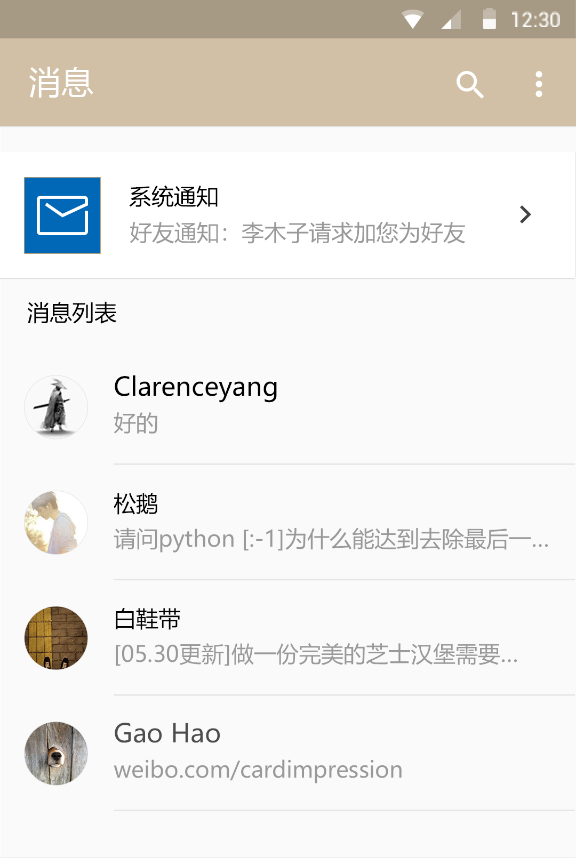 12:30
消息
系统通知
好友通知：李木子请求加您为好友
消息列表
Clarenceyang
好的
松鹅
请问python [:-1]为什么能达到去除最后一...
白鞋带
[05.30更新]做一份完美的芝士汉堡需要...
Gao Hao
weibo.com/cardimpression